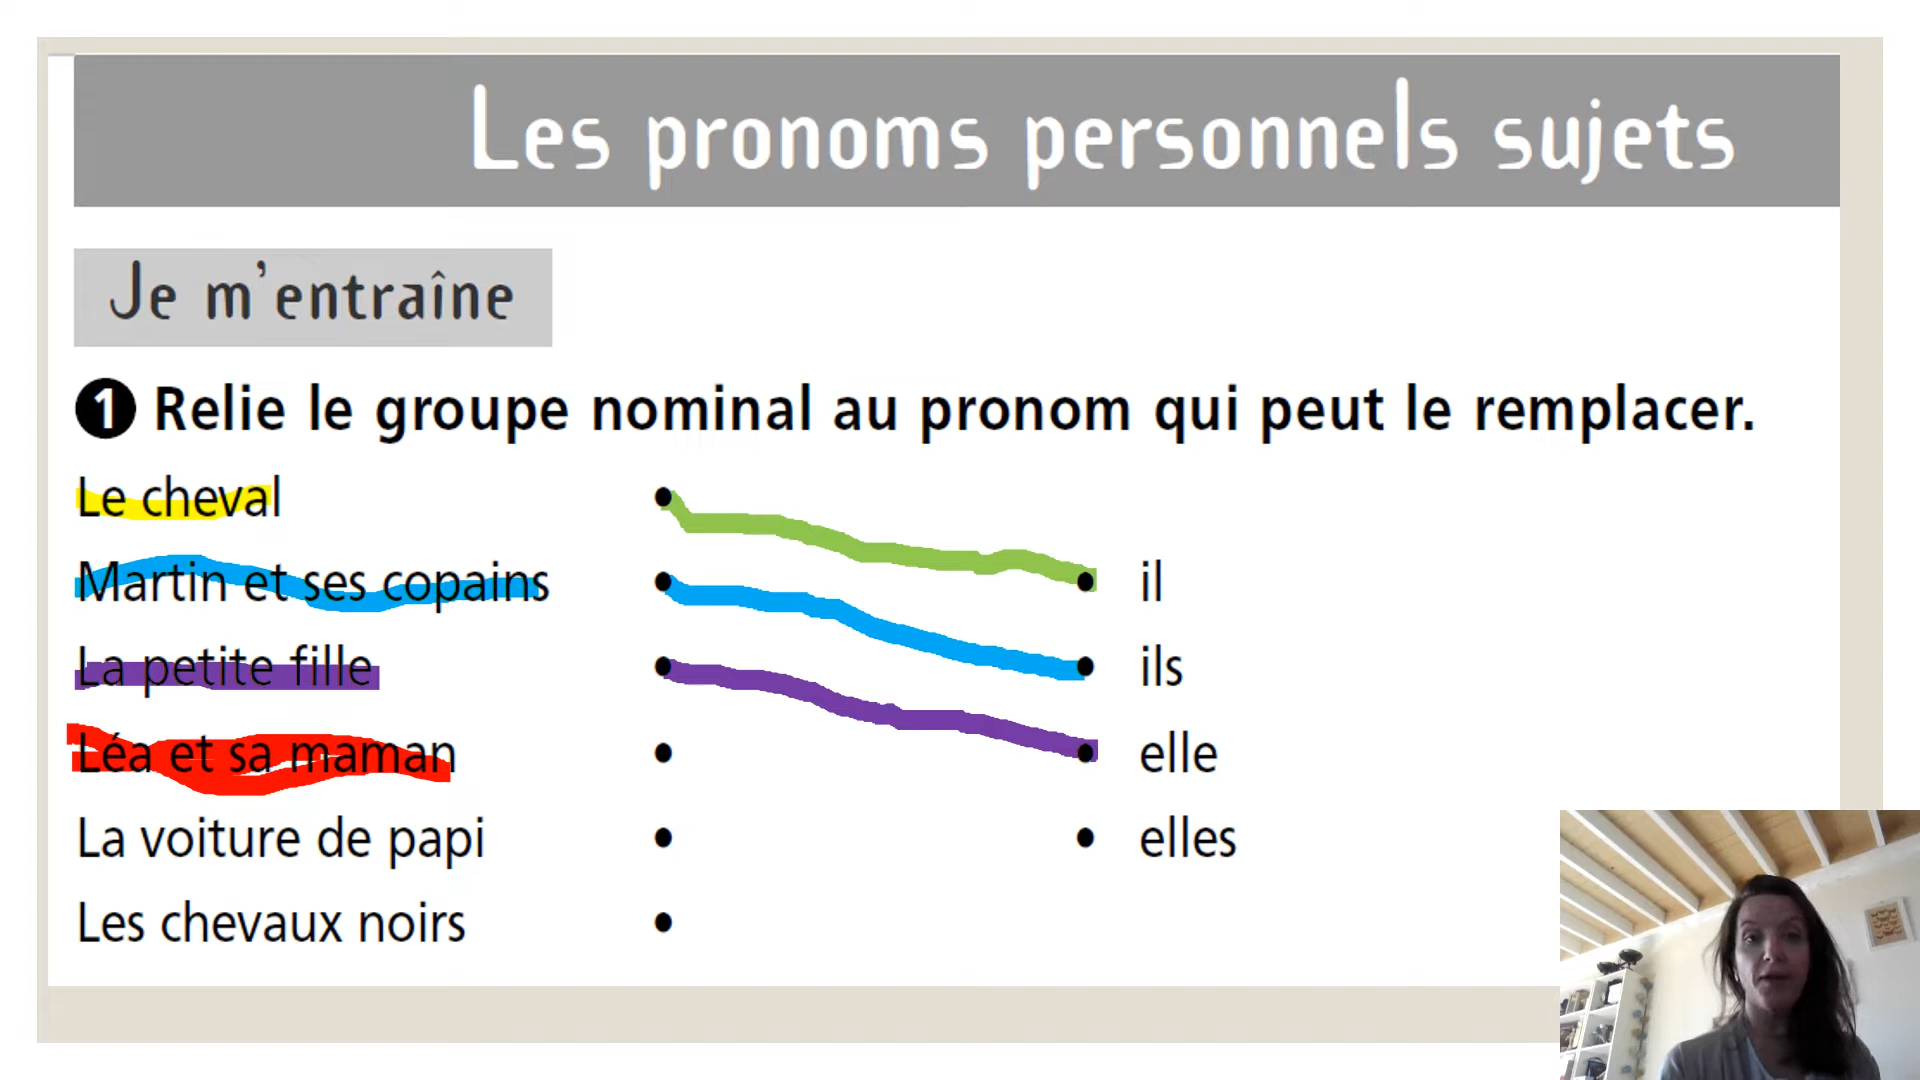 Les pronoms personnels sujets
Je m'entraîne
1 Relie le groupe nominal au pronom qui peut le remplacer.
Le cheval
Martin et ses copains
La petite fille
Léa et sa maman
La voiture de papi
Les chevaux noirs
il
ils
elle
elles